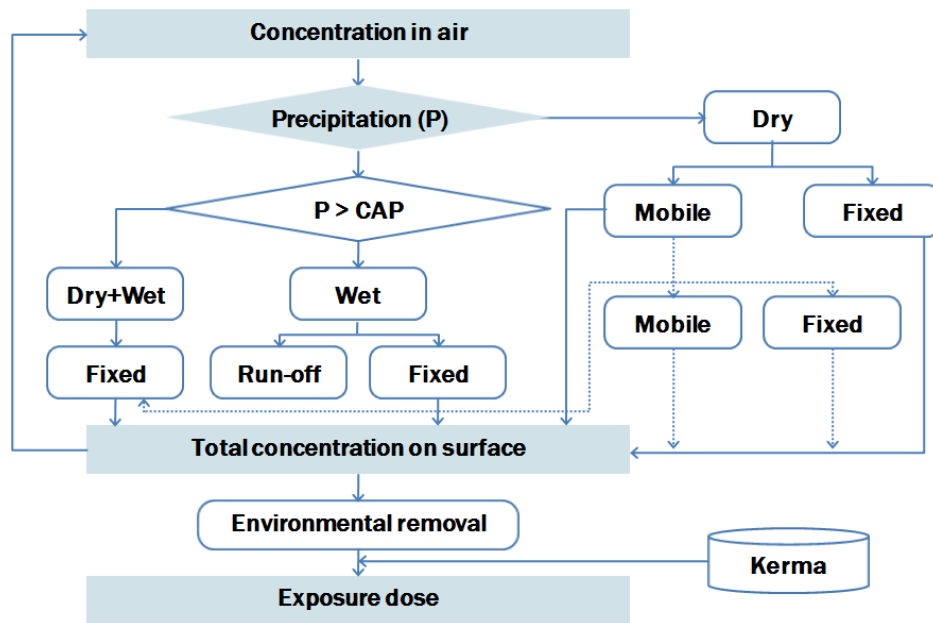 Concentration in air
Precipitation (P)
Dry
P > CAP
Mobile
Fixed
Dry+Wet
Wet
Mobile
Fixed
Fixed
Run-off
Fixed
Total concentration on surface
Environmental removal
Kerma
Exposure dose